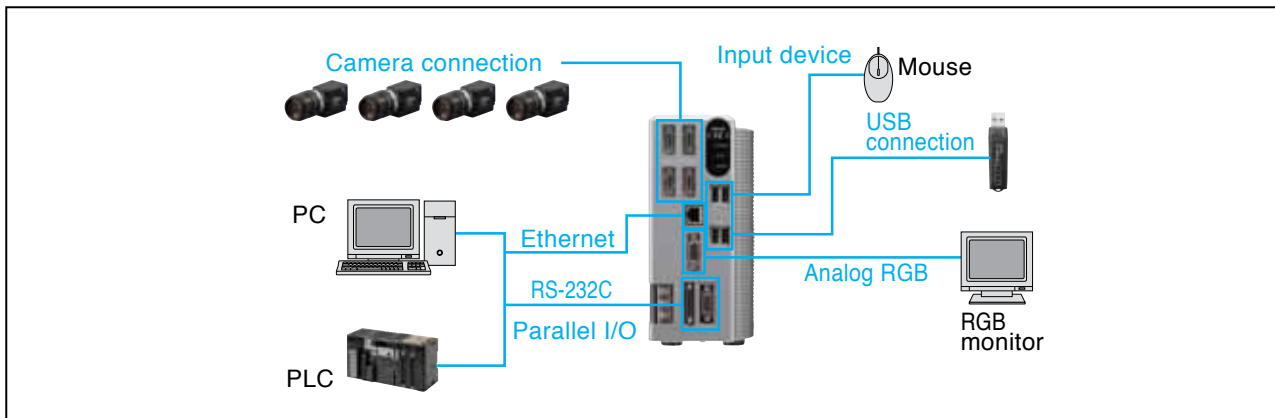 Camera connection
Input device
Mouse
USB
connection
PC
Ethernet
Analog RGB
RS-232C
Parallel I/O
RGB
monitor
PLC